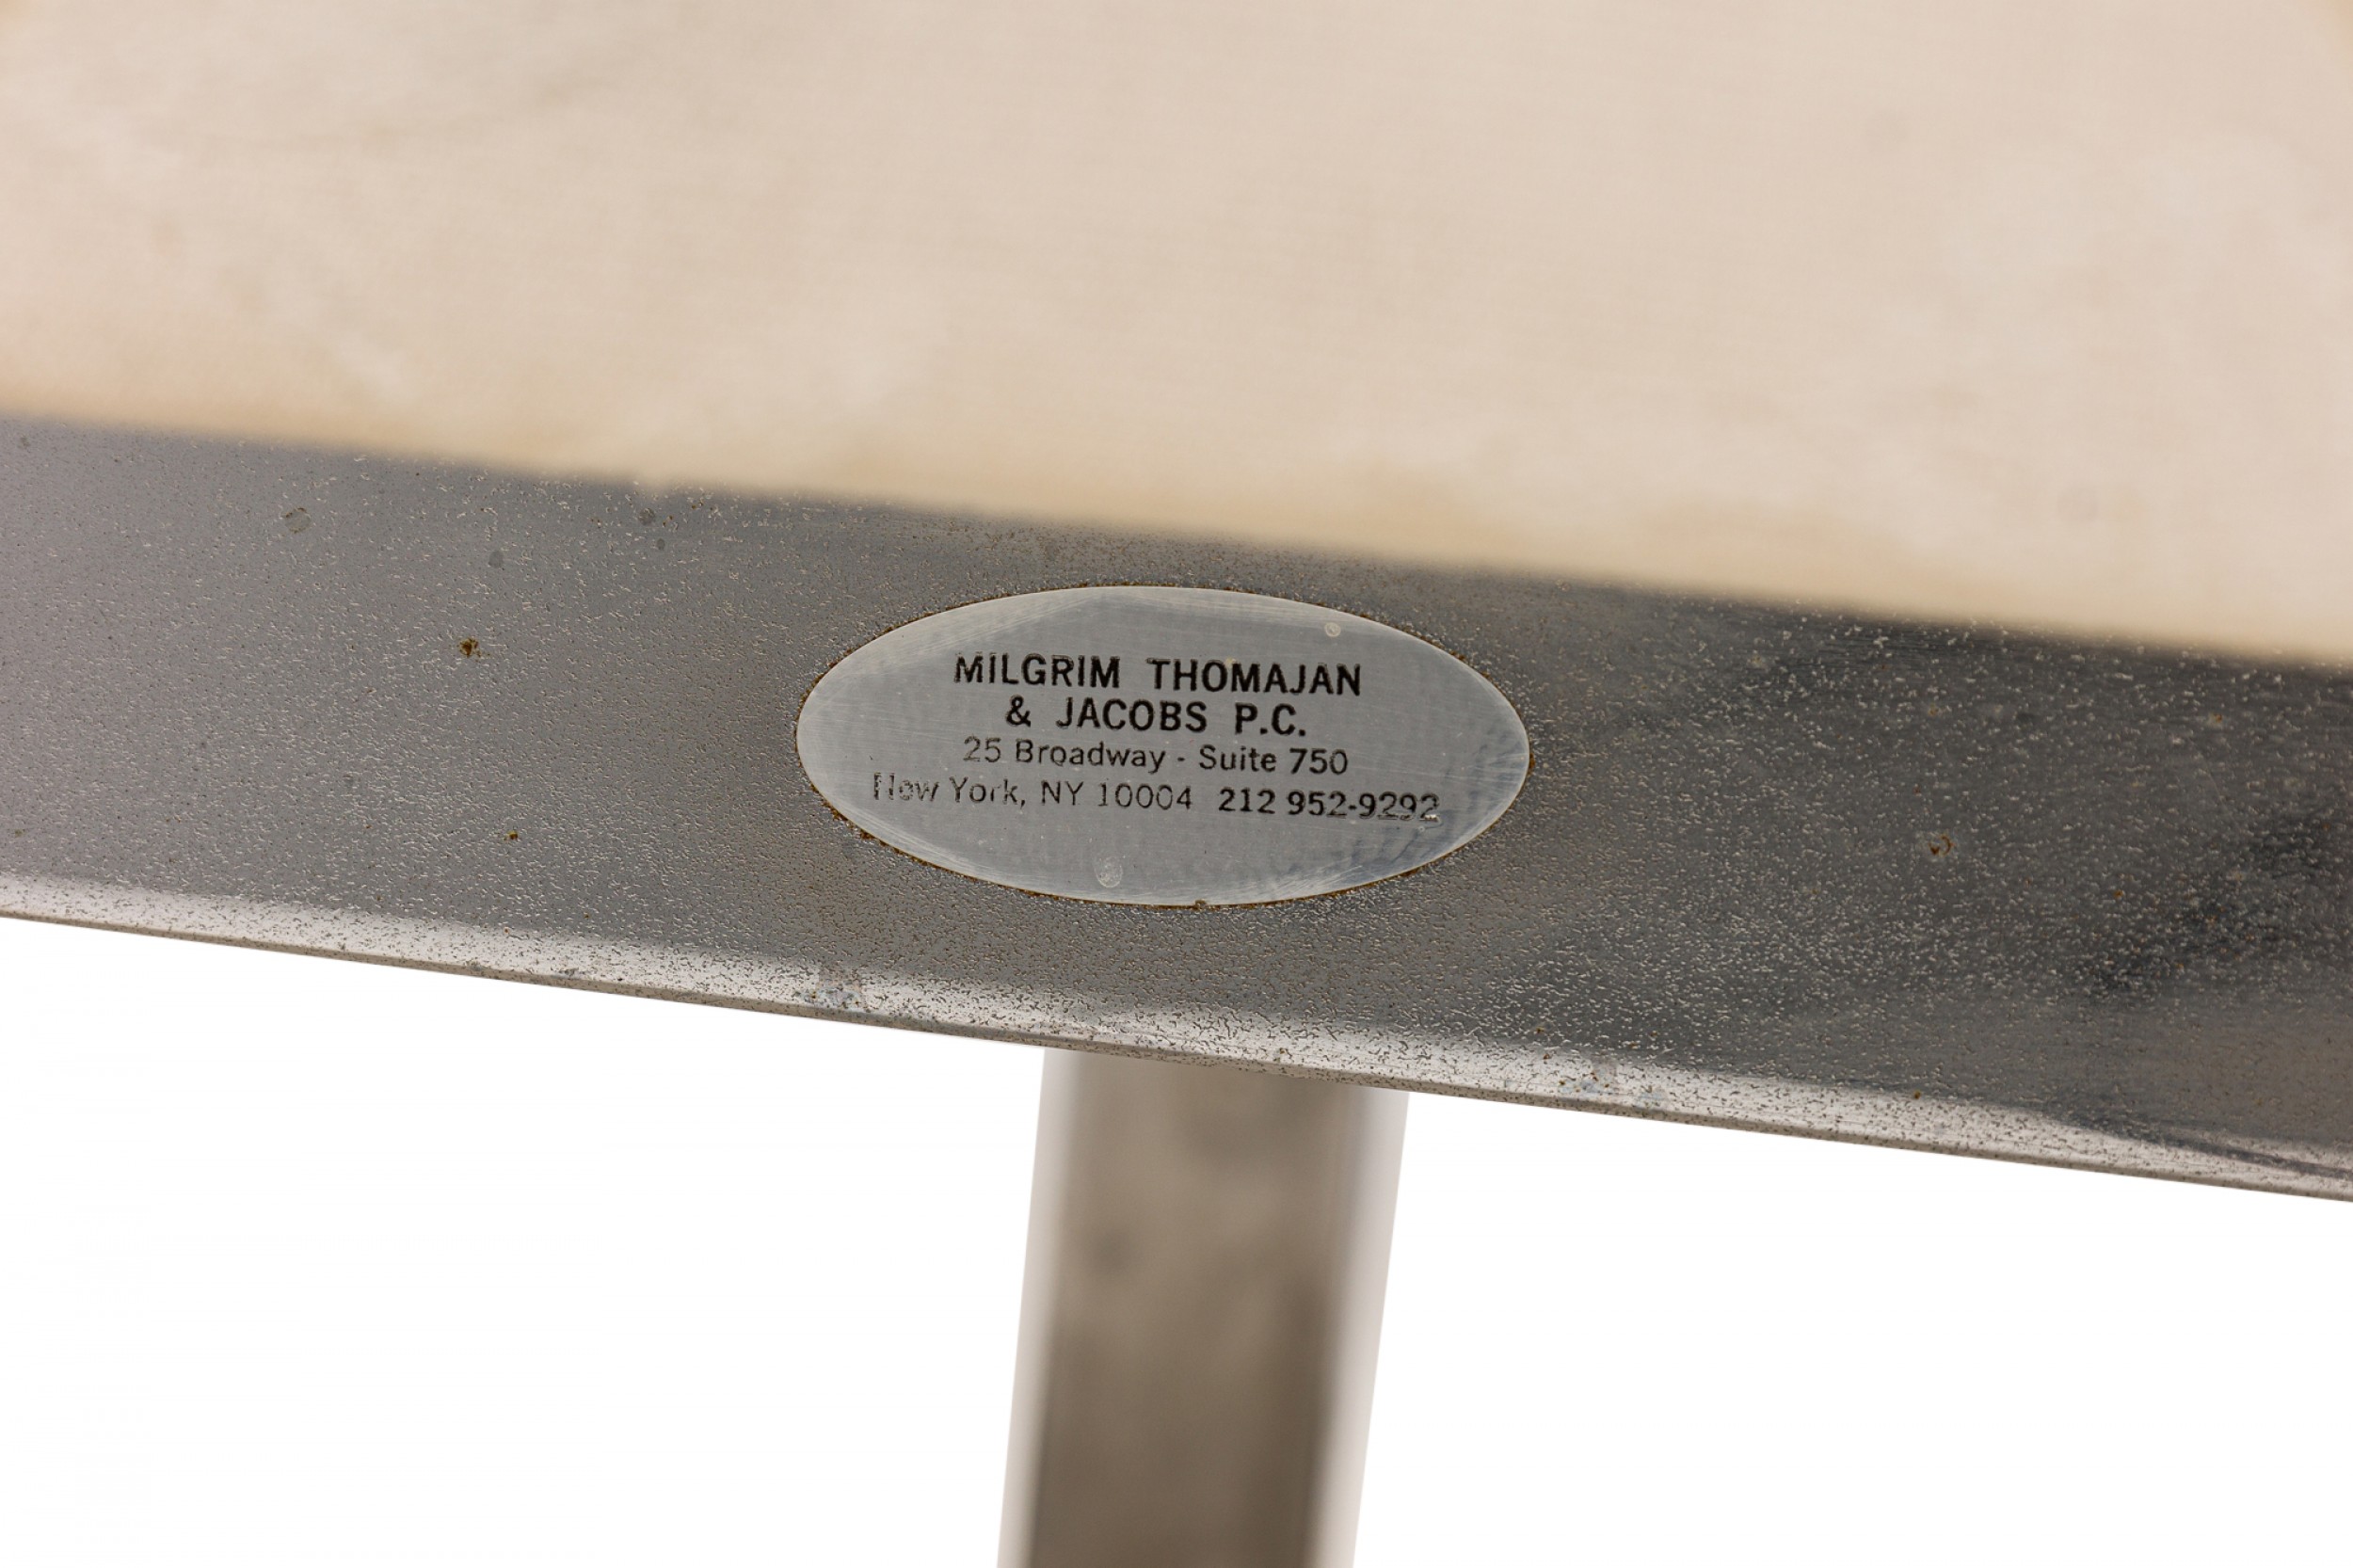 MILGRIM THOMAJAN
& JACOBS P.C.
25 Broadway - Suite 750
New York, NY 10004 212 952-9292